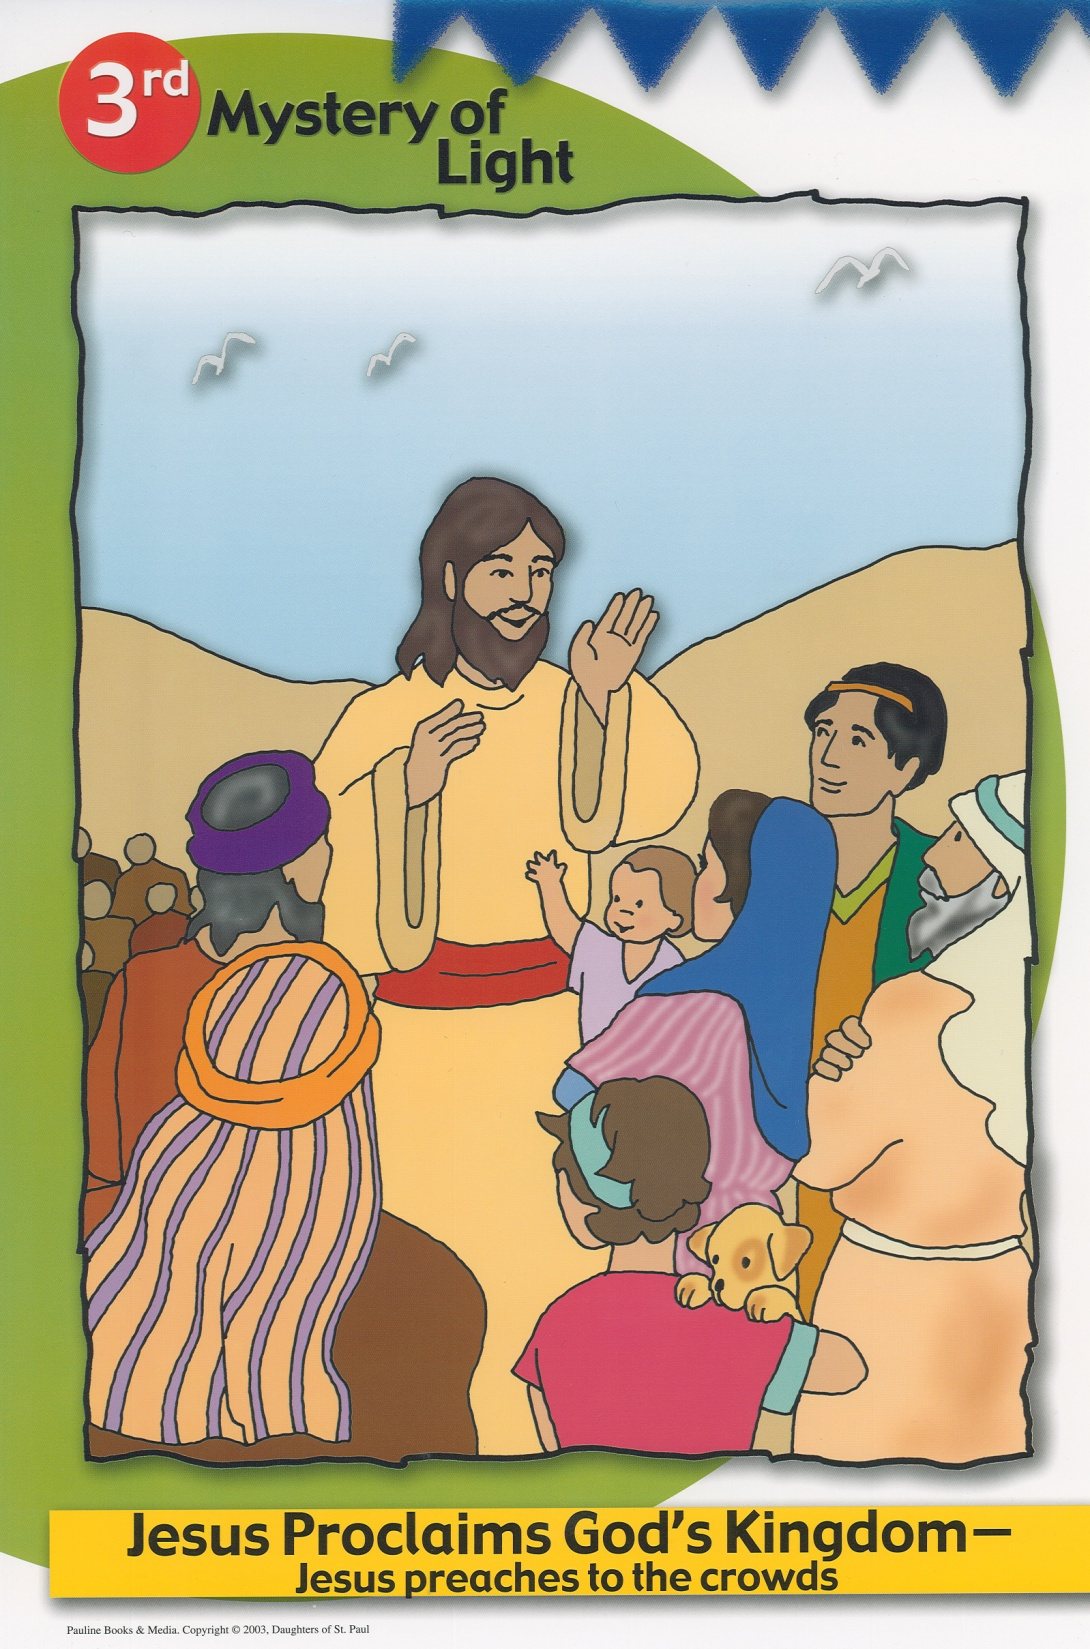 3rd
Mystery of
Light
Jesus Proclaims God's Kingdom—
Jesus preaches to the crowds
Pauline Books & Media. Copyright © 2003, Daughters of St. Paul